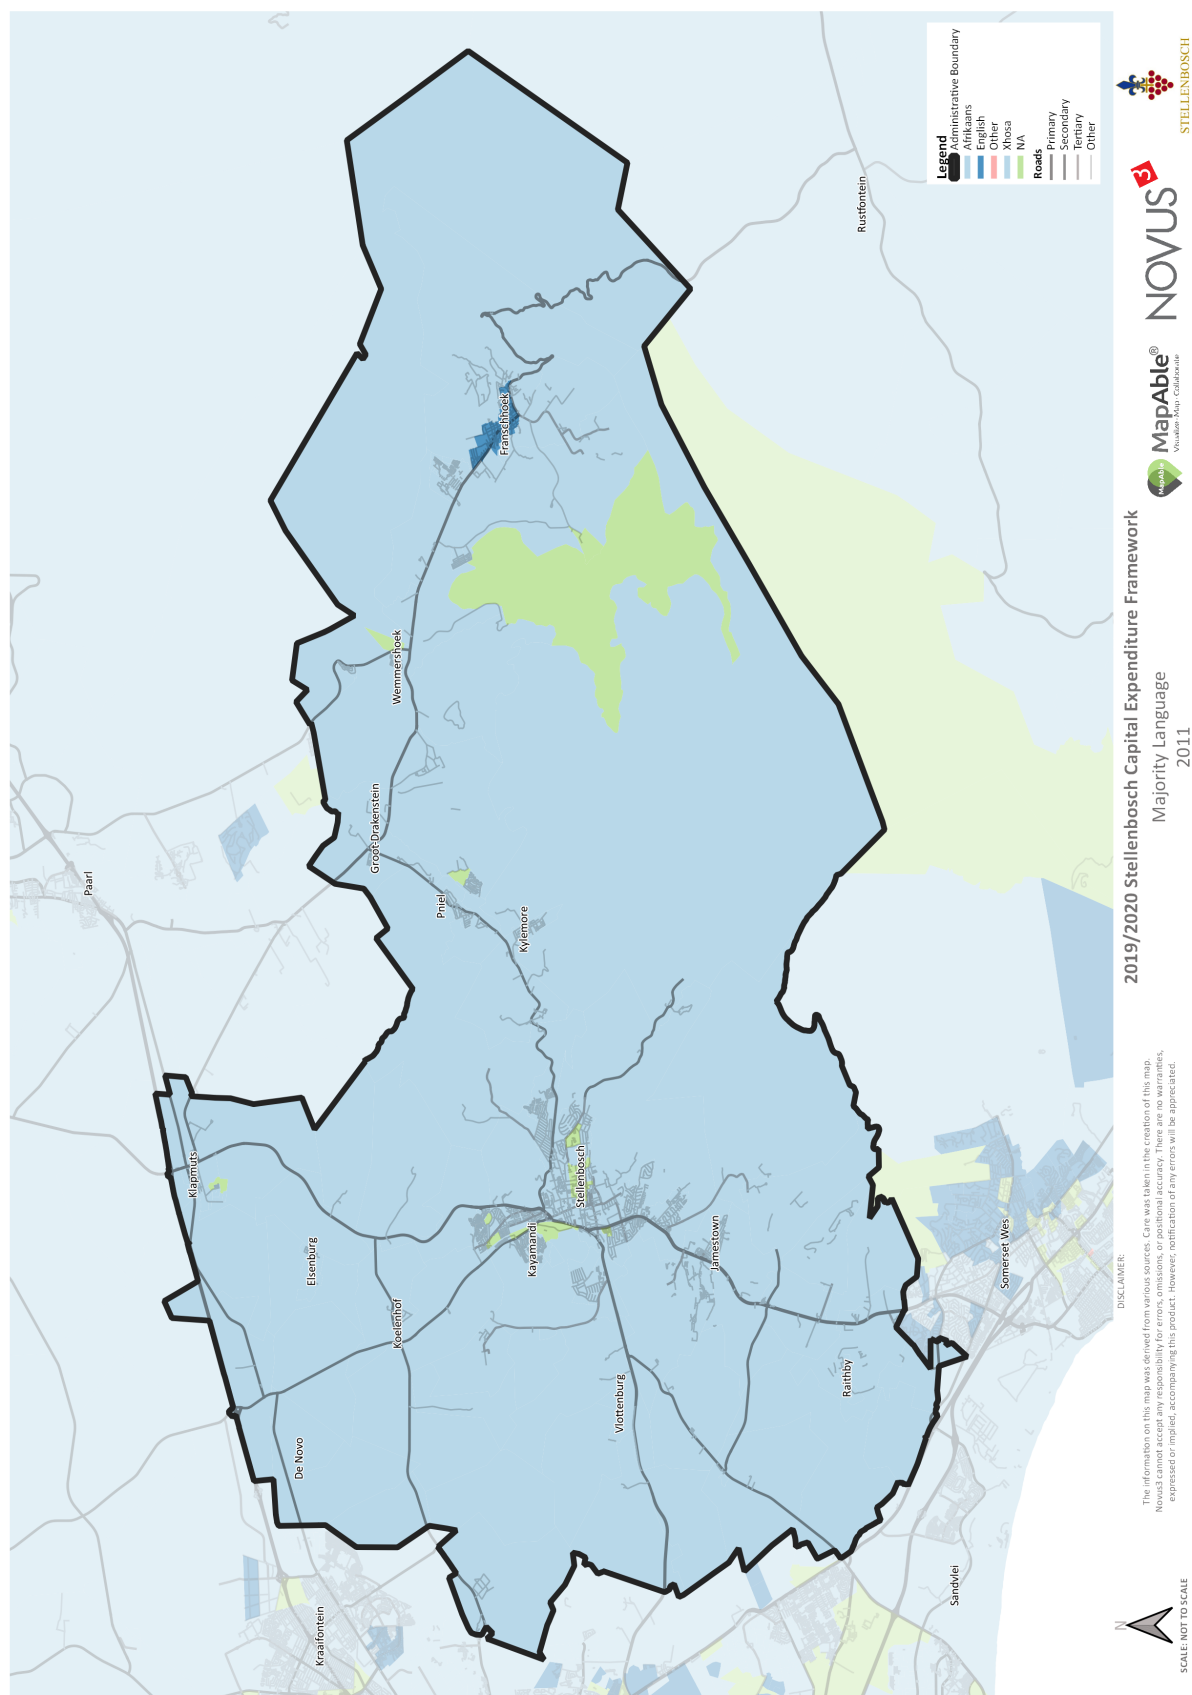 Legend
Administrative Boundary
Afrikaans
English
Other
Xhosa
NA
Roads
Primary
Secondary
Tertiary
Other
STELLENBOSCH
NOVUS3
MapAble®
Visualize·Map·Collaborate
MapAble
2019/2020 Stellenbosch Capital Expenditure Framework
Majority Language
2011
DISCLAIMER:
The information on this map was derived from various sources. Care was taken in the creation of this map.
Novus3 cannot accept any responsibility for errors, omissions, or positional accuracy. There are no warranties,
expressed or implied, accompanying this product. However, notification of any errors will be appreciated.
N
SCALE: NOT TO SCALE
Rustfontein
Franschhoek
Wemmershoek
Groot-Drakenstein
Paarl
Pniel
Kylemore
Klapmuts
Stellenbosch
Kayamandi
Elsenburg
Jamestown
Somerset Wes
Koelenhof
Raithby
Vlottenburg
De Novo
Sandvlei
Kraaifontein